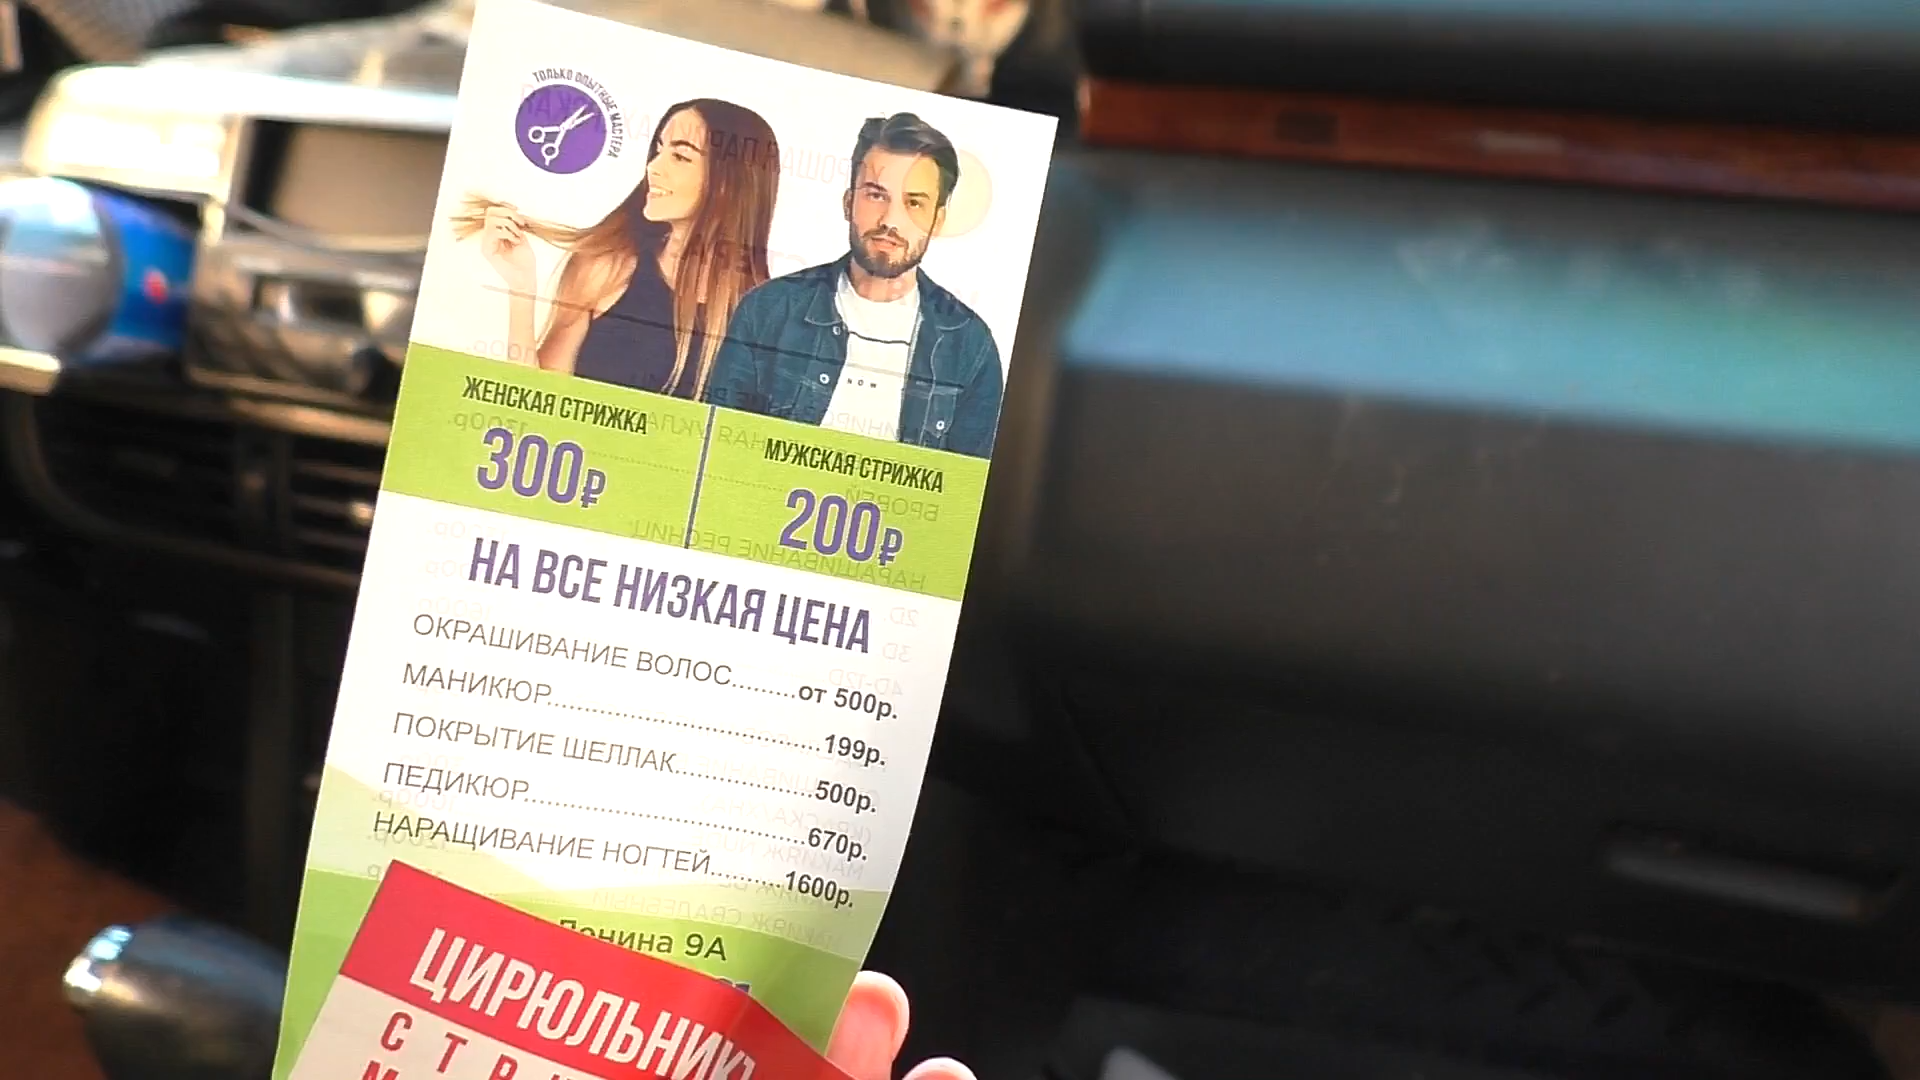 ТОЛЬКО ОПЫТНЫЕ МАСТЕРА
ЖЕНСКАЯ СТРИЖКА
300₽
МУЖСКАЯ СТРИЖКА
200₽
НА ВСЕ НИЗКАЯ ЦЕНА
ОКРАШИВАНИЕ ВОЛОС.........от 500р.
МАНИКЮР............................199р.
ПОКРЫТИЕ ШЕЛЛАК..............500р.
ПЕДИКЮР.............................670р.
НАРАЩИВАНИЕ НОГТЕЙ..........1600р.
Ленина 9А
ЦИРЮЛЬНИКЪ